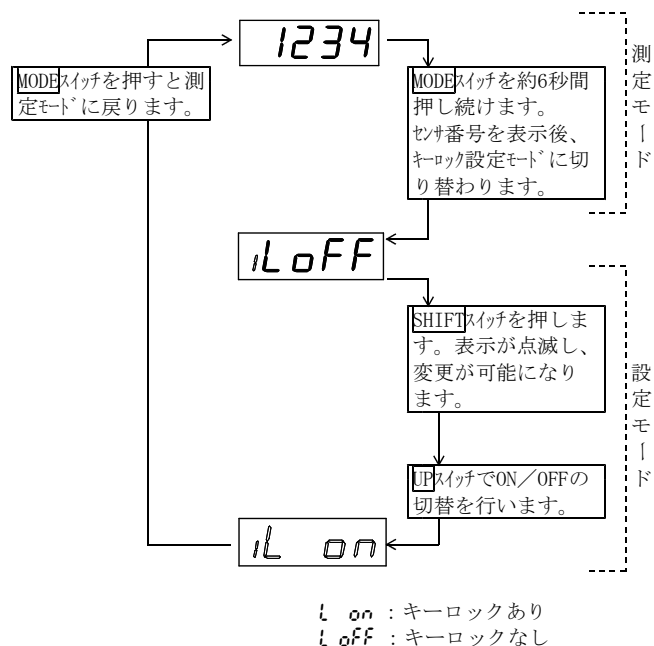 1234
MODEスイッチを押すと測
定モードに戻ります。
MODEスイッチを約6秒間
押し続けます。
センサ番号を表示後、
キーロック設定モードに切
り替わります。
測定モード
iLoFF
SHIFTスイッチを押しま
す。表示が点滅し、
変更が可能になり
ます。
UPスイッチでON／OFFの
切替を行います。
設定モード
iL on
L on：キーロックあり
LoFF：キーロックなし